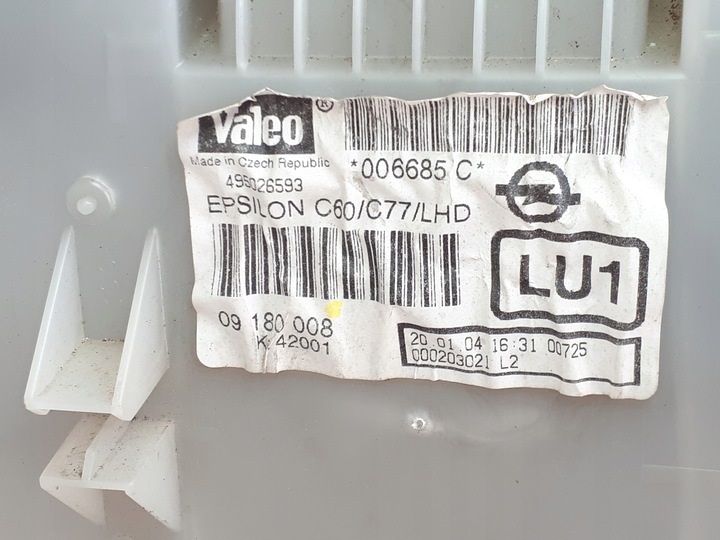 Valeo ®
Made in Czech Republic
*006685 C*
495026593
EPSILON C60/C77/LHD
LU1
09 180 008
K 42001
20.01.04 16:31 00725
000203021 L2